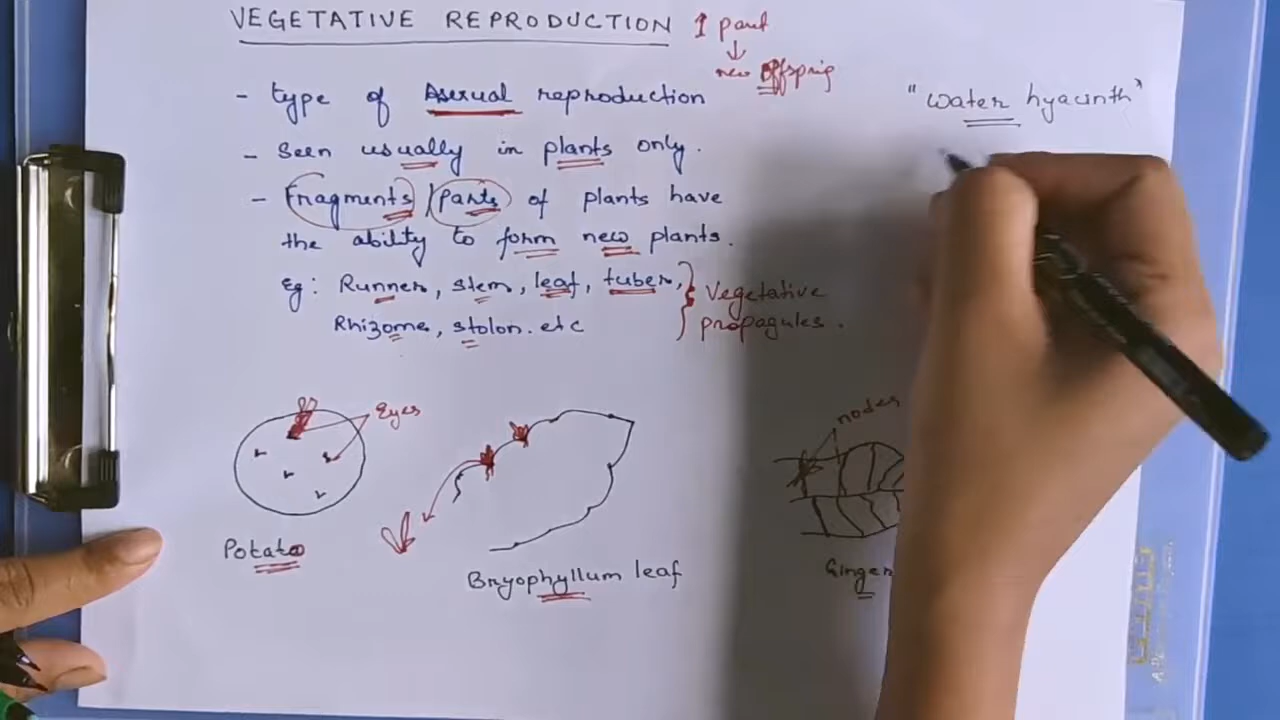 VEGETATIVE REPRODUCTION
1 part
new offspring
- type of Asexual reproduction
"water hyacinth"
- Seen usually in plants only.
- Fragments / parts of plants have
the ability to form new plants.
Eg: Runner, stem, leaf, tuber,
Rhizome, stolon. etc
Vegetative
propagules.
Eyes
nodes
Potato
Bryophyllum leaf
Ginger